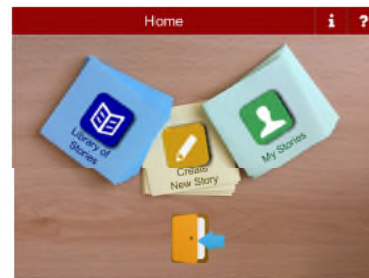 Home
i
?
Library of
Stories
Create
New Story
My Stories